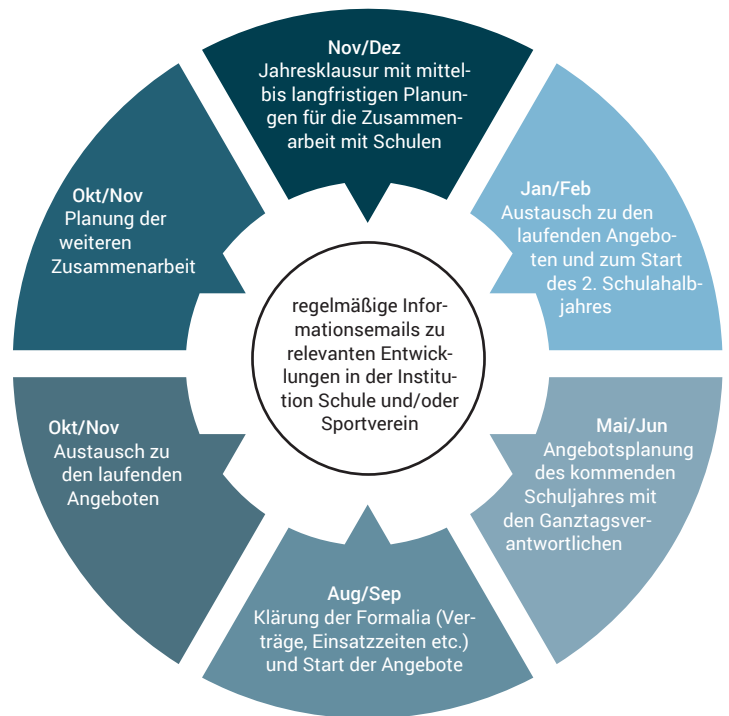 Nov/Dez
Jahresklausur mit mittel-
bis langfristigen Planun-
gen für die Zusammen-
arbeit mit Schulen
Jan/Feb
Austausch zu den
laufenden Angebo-
ten und zum Start
des 2. Schulahalb-
jahres
Mai/Jun
Angebotsplanung
des kommenden
Schuljahres mit
den Ganztagsver-
antwortlichen
Aug/Sep
Klärung der Formalia (Ver-
träge, Einsatzzeiten etc.)
und Start der Angebote
Okt/Nov
Austausch zu
den laufenden
Angeboten
Okt/Nov
Planung der
weiteren
Zusammenarbeit
regelmäßige Infor-
mationsemails zu
relevanten Entwick-
lungen in der Institu-
tion Schule und/oder
Sportverein